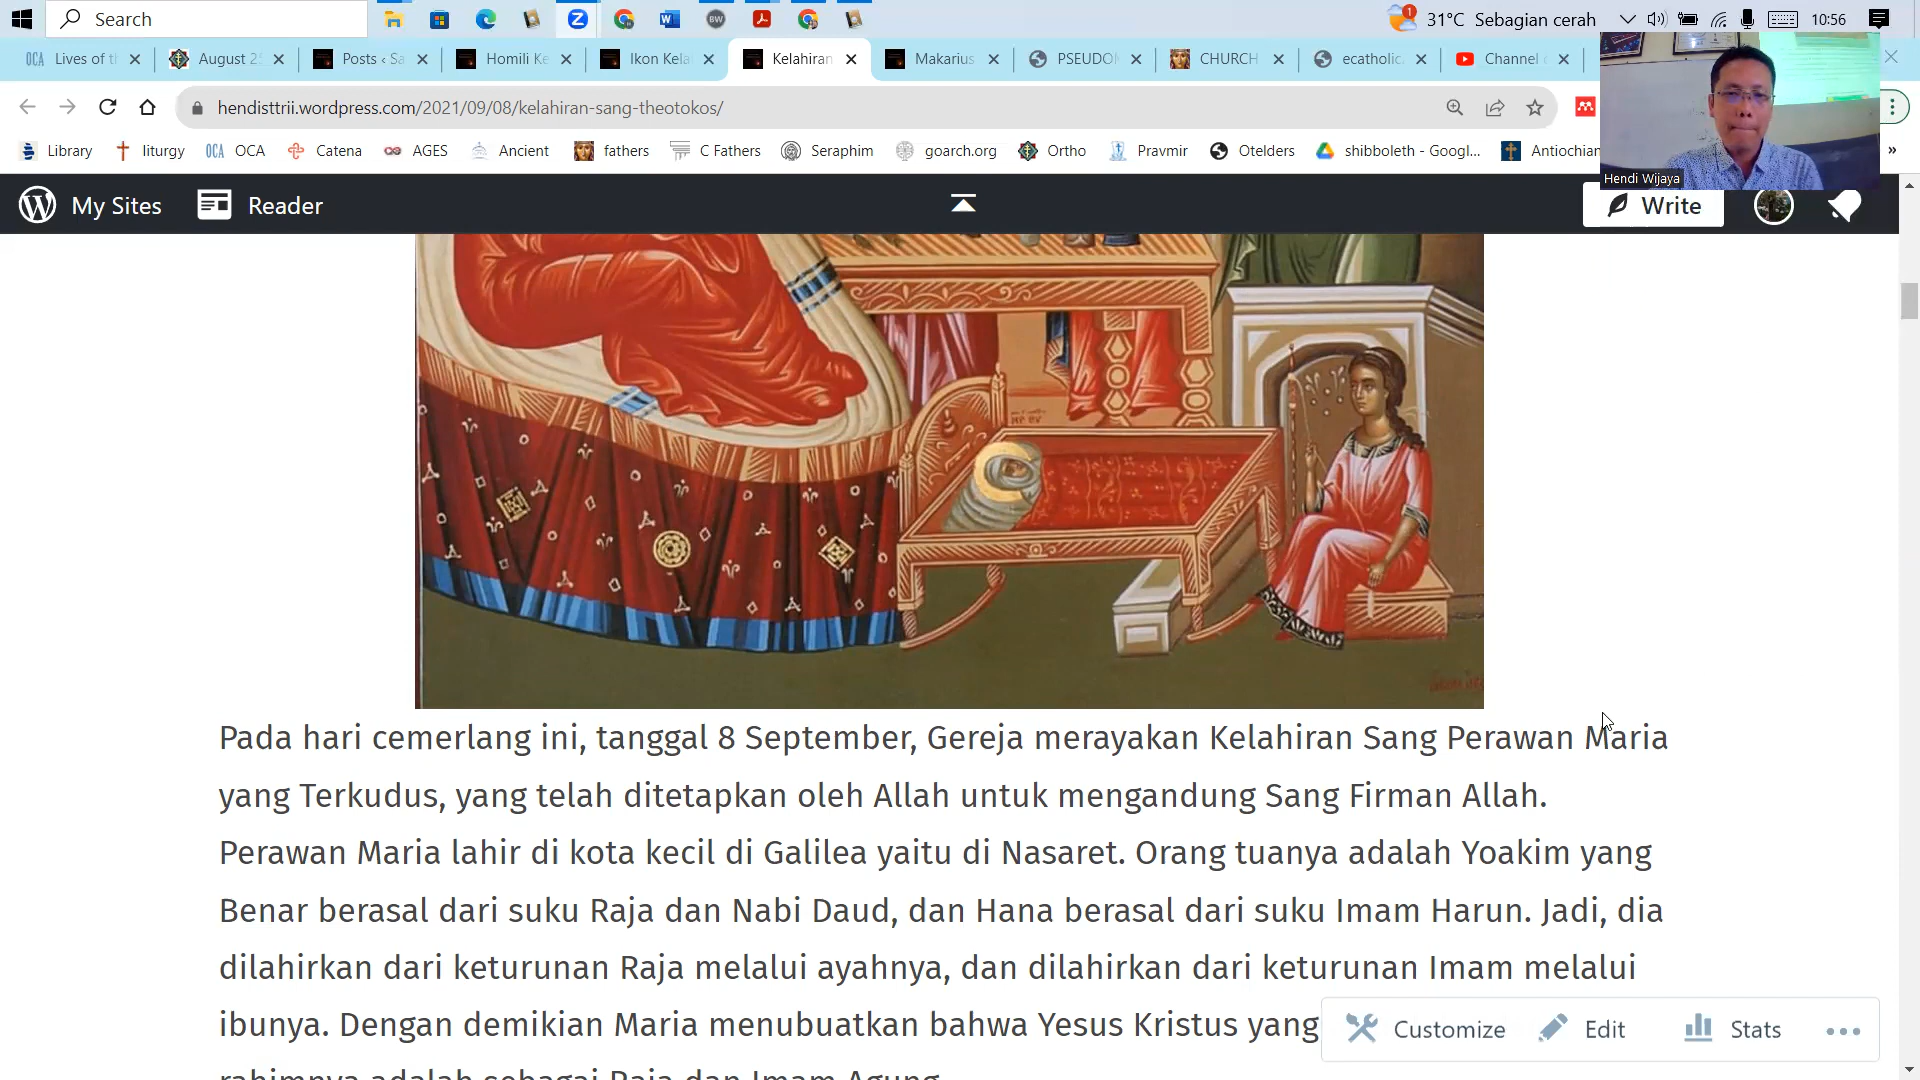 Search
31°C Sebagian cerah
10:56
Lives of t
August 2
Posts ‹ Sa
Homili Ke
Ikon Kela
Kelahiran
Makarius
PSEUDO
CHURCH
ecatholic
Channel
hendisttrii.wordpress.com/2021/09/08/kelahiran-sang-theotokos/
Library
liturgy
OCA
Catena
AGES
Ancient
fathers
C Fathers
Seraphim
goarch.org
Ortho
Pravmir
Otelders
shibboleth - Googl...
Antiochian
»
Hendi Wijaya
My Sites
Reader
Write
Pada hari cemerlang ini, tanggal 8 September, Gereja merayakan Kelahiran Sang Perawan Maria
yang Terkudus, yang telah ditetapkan oleh Allah untuk mengandung Sang Firman Allah.
Perawan Maria lahir di kota kecil di Galilea yaitu di Nasaret. Orang tuanya adalah Yoakim yang
Benar berasal dari suku Raja dan Nabi Daud, dan Hana berasal dari suku Imam Harun. Jadi, dia
dilahirkan dari keturunan Raja melalui ayahnya, dan dilahirkan dari keturunan Imam melalui
ibunya. Dengan demikian Maria menubuatkan bahwa Yesus Kristus yang
rahimnya adalah sebagai Raja dan Imam Agung.
Customize
Edit
Stats